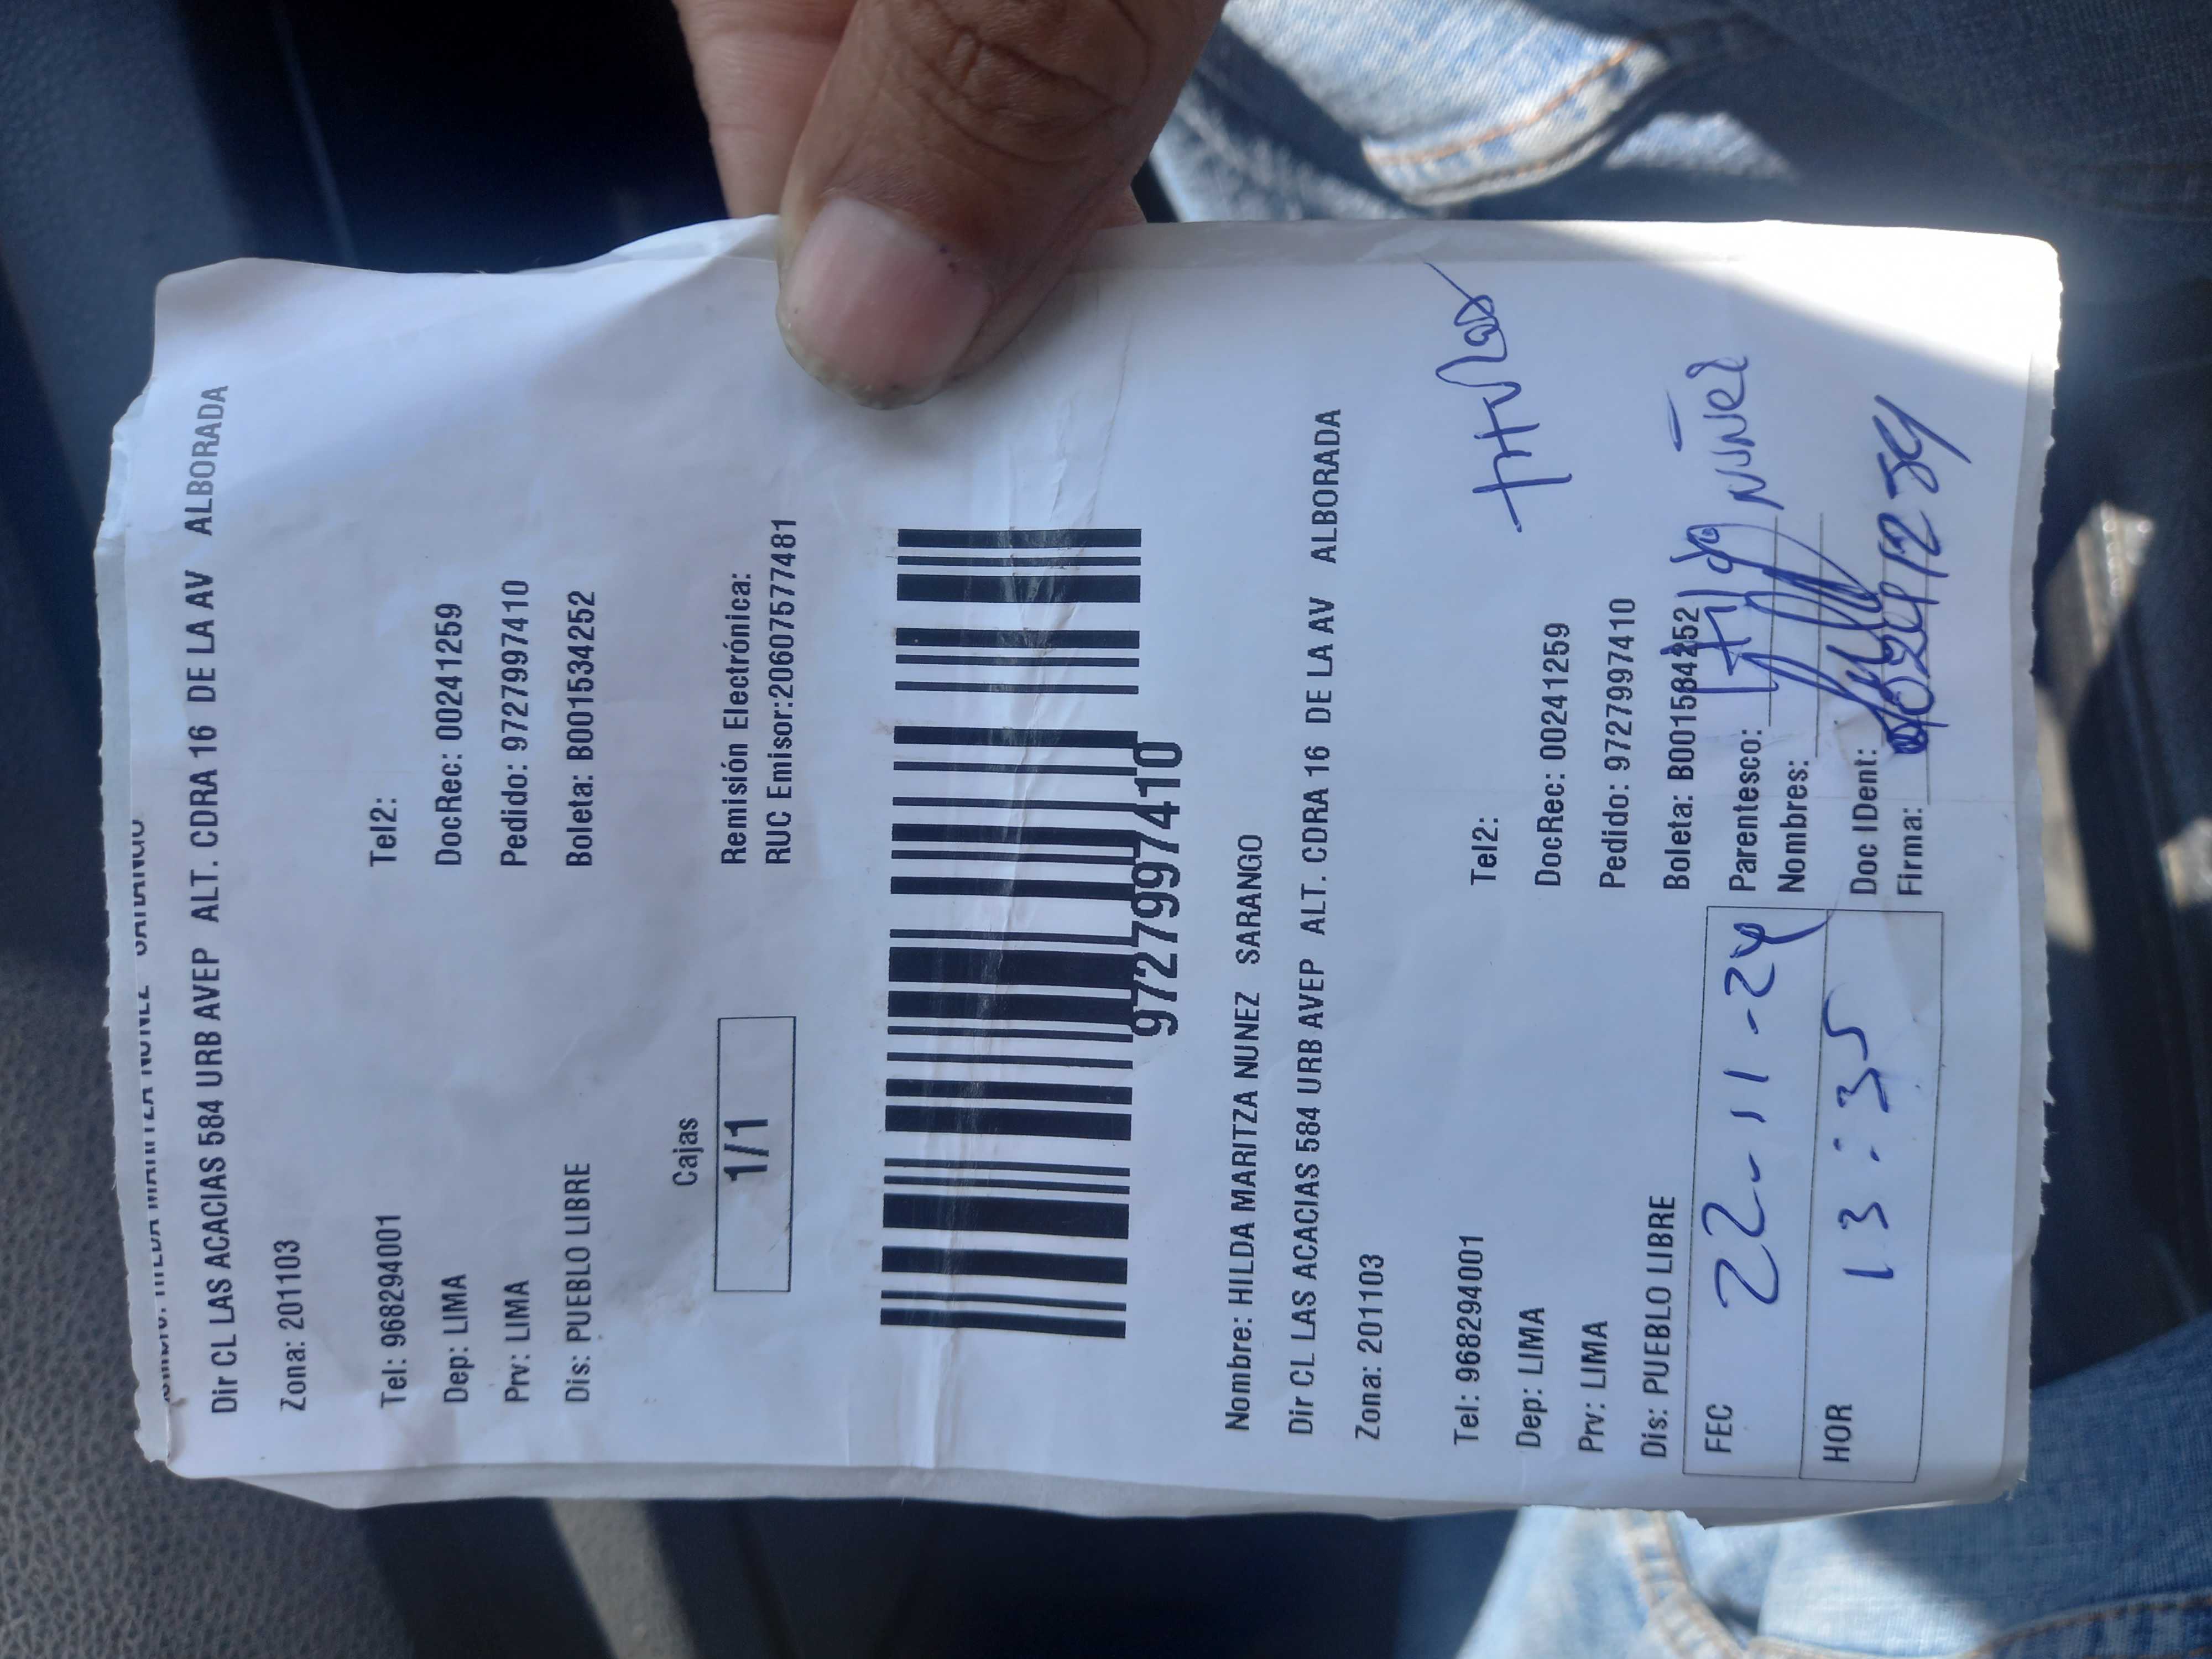 Dir CL LAS ACACIAS 584 URB AVEP ALT. CDRA 16 DE LA AV ALBORADA
Zona: 201103
Tel: 968294001 Tel2:
Dep: LIMA DocRec: 00241259
Prv: LIMA Pedido: 9727997410
Dis: PUEBLO LIBRE Boleta: B001534252
Cajas
1/1
Remisión Electrónica:
RUC Emisor:20607577481
9727997410
Nombre: HILDA MARITZA NUNEZ SARANGO
Dir CL LAS ACACIAS 584 URB AVEP ALT. CDRA 16 DE LA AV ALBORADA
Zona: 201103
Tel: 968294001 Tel2:
titular
Dep: LIMA DocRec: 00241259
Prv: LIMA Pedido: 9727997410
Dis: PUEBLO LIBRE Boleta: B001534252
FEC 22-11-24
Parentesco: Hilda Nuñez
Nombres:
HOR 13:35
Doc IDent:
Firma: